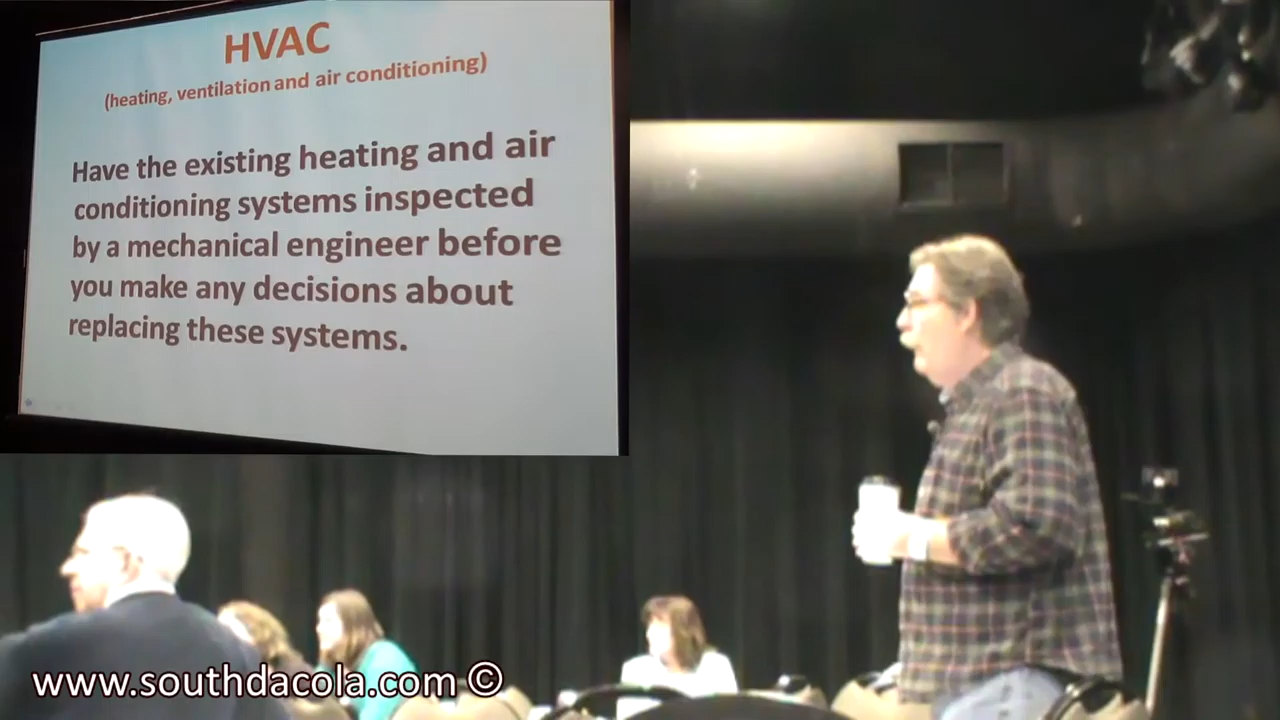 HVAC
(heating, ventilation and air conditioning)
Have the existing heating and air
conditioning systems inspected
by a mechanical engineer before
you make any decisions about
replacing these systems.
www.southdacola.com ©